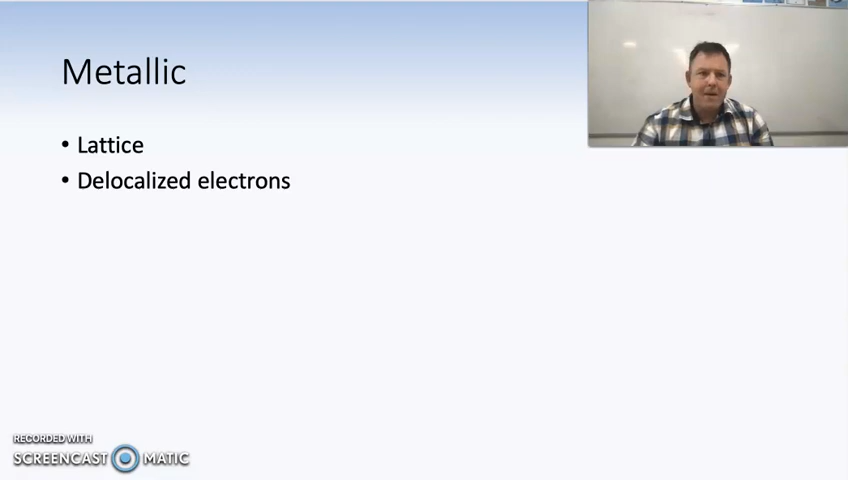 Metallic
• Lattice
• Delocalized electrons
RECORDED WITH
SCREENCAST MATIC